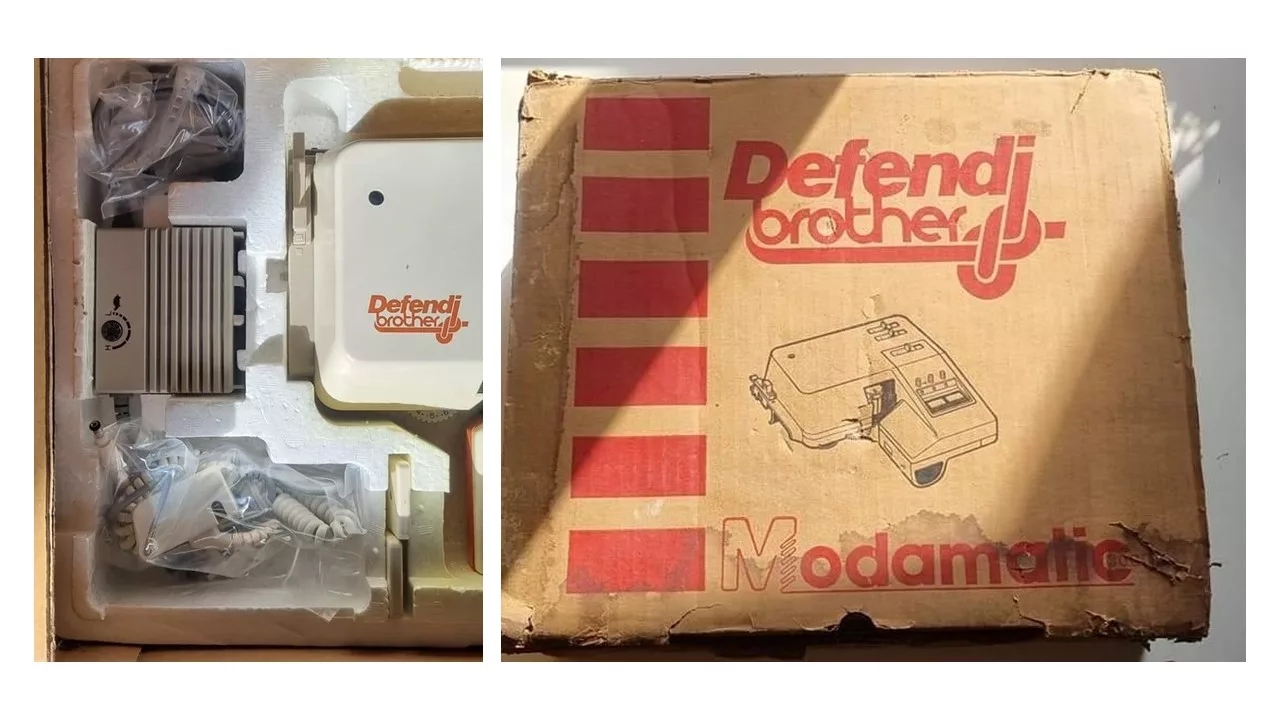 Defendi
brother
Defendi
brother
Modamatic